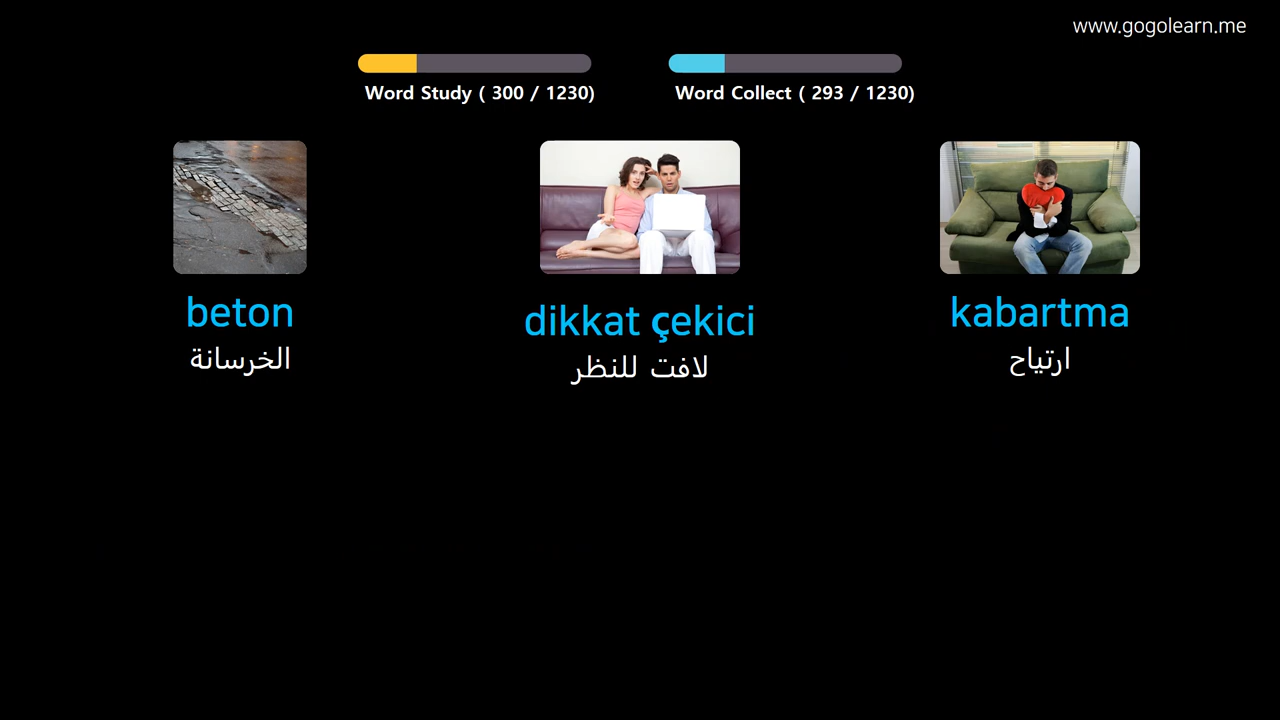 www.gogolearn.me
Word Study ( 300 / 1230)
Word Collect ( 293 / 1230)
beton
الخرسانة
dikkat çekici
لافت للنظر
kabartma
ارتياح